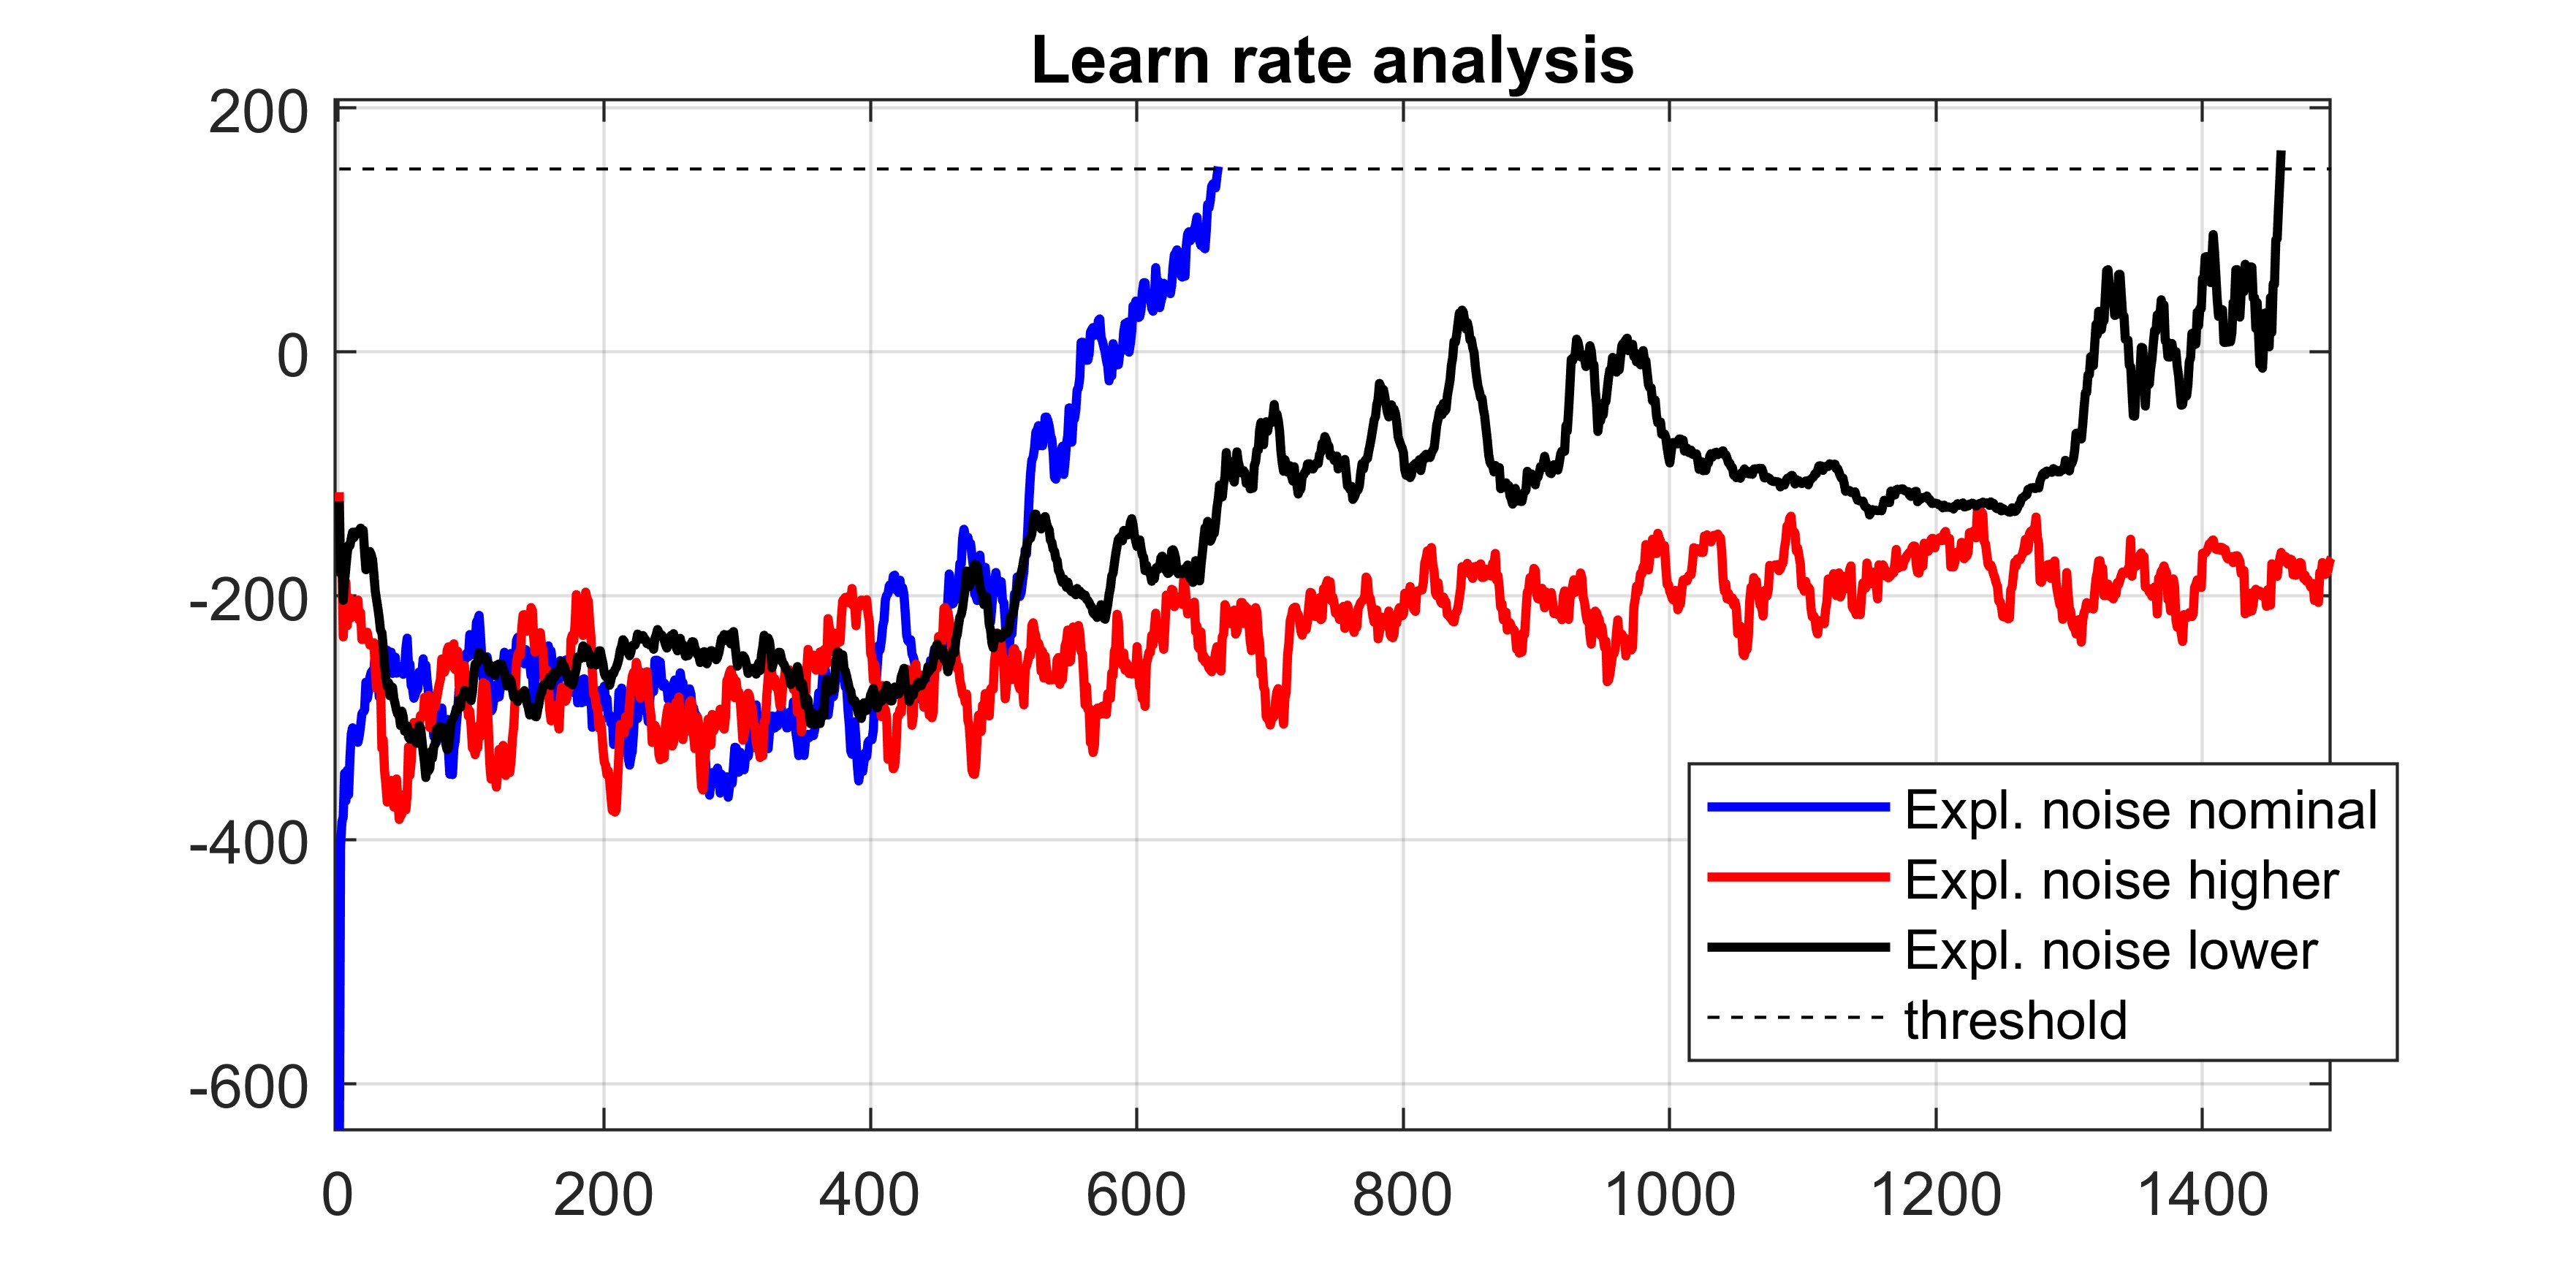 Learn rate analysis
200
0
-200
-400
-600
0 200 400 600 800 1000 1200 1400
Expl. noise nominal
Expl. noise higher
Expl. noise lower
threshold